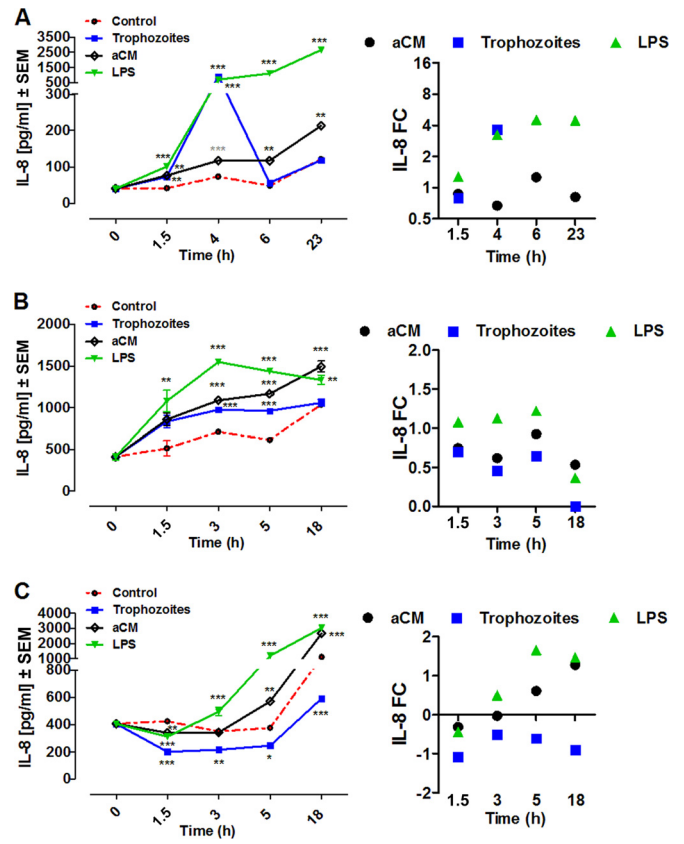 A
Control
Trophozoites
aCM
LPS
IL-8 [pg/ml] ± SEM
3500
2500
1500
500
300
200
100
0
***
***
***
**
**
***
***
***
**
***
**
0
1.5
4
6
23
Time (h)
aCM Trophozoites LPS
IL-8 FC
16
8
4
2
1
0.5
1.5 4 6 23
Time (h)
B
Control
Trophozoites
aCM
LPS
IL-8 [pg/ml] ± SEM
2000
1500
1000
500
0
**
***
***
***
***
***
***
**
0
1.5
3
5
18
Time (h)
aCM Trophozoites LPS
IL-8 FC
2.0
1.5
1.0
0.5
0.0
1.5 3 5 18
Time (h)
C
Control
Trophozoites
aCM
LPS
IL-8 [pg/ml] ± SEM
4000
3000
2000
1000
800
600
400
200
0
**
***
***
***
**
***
**
*
***
***
***
0
1.5
3
5
18
Time (h)
aCM Trophozoites LPS
IL-8 FC
2
1
0
-1
-2
1.5 3 5 18
Time (h)